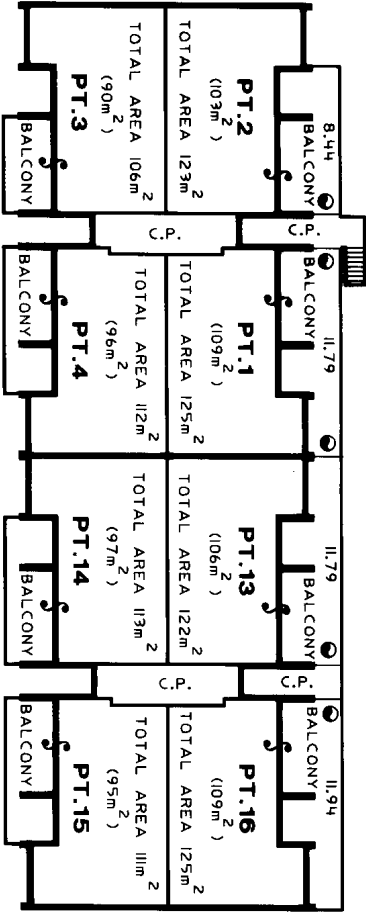 8.44
BALCONY
PT.2
(103m²)
TOTAL AREA 123m²
TOTAL AREA 106m²
(90m²)
PT.3
BALCONY
C.P.
C.P.
11.79
BALCONY
PT.1
(109m²)
TOTAL AREA 125m²
TOTAL AREA 112m²
(96m²)
PT.4
BALCONY
11.79
BALCONY
PT.13
(106m²)
TOTAL AREA 122m²
TOTAL AREA 113m²
(97m²)
PT.14
BALCONY
C.P.
C.P.
11.94
BALCONY
PT.16
(109m²)
TOTAL AREA 125m²
TOTAL AREA 111m²
(95m²)
PT.15
BALCONY